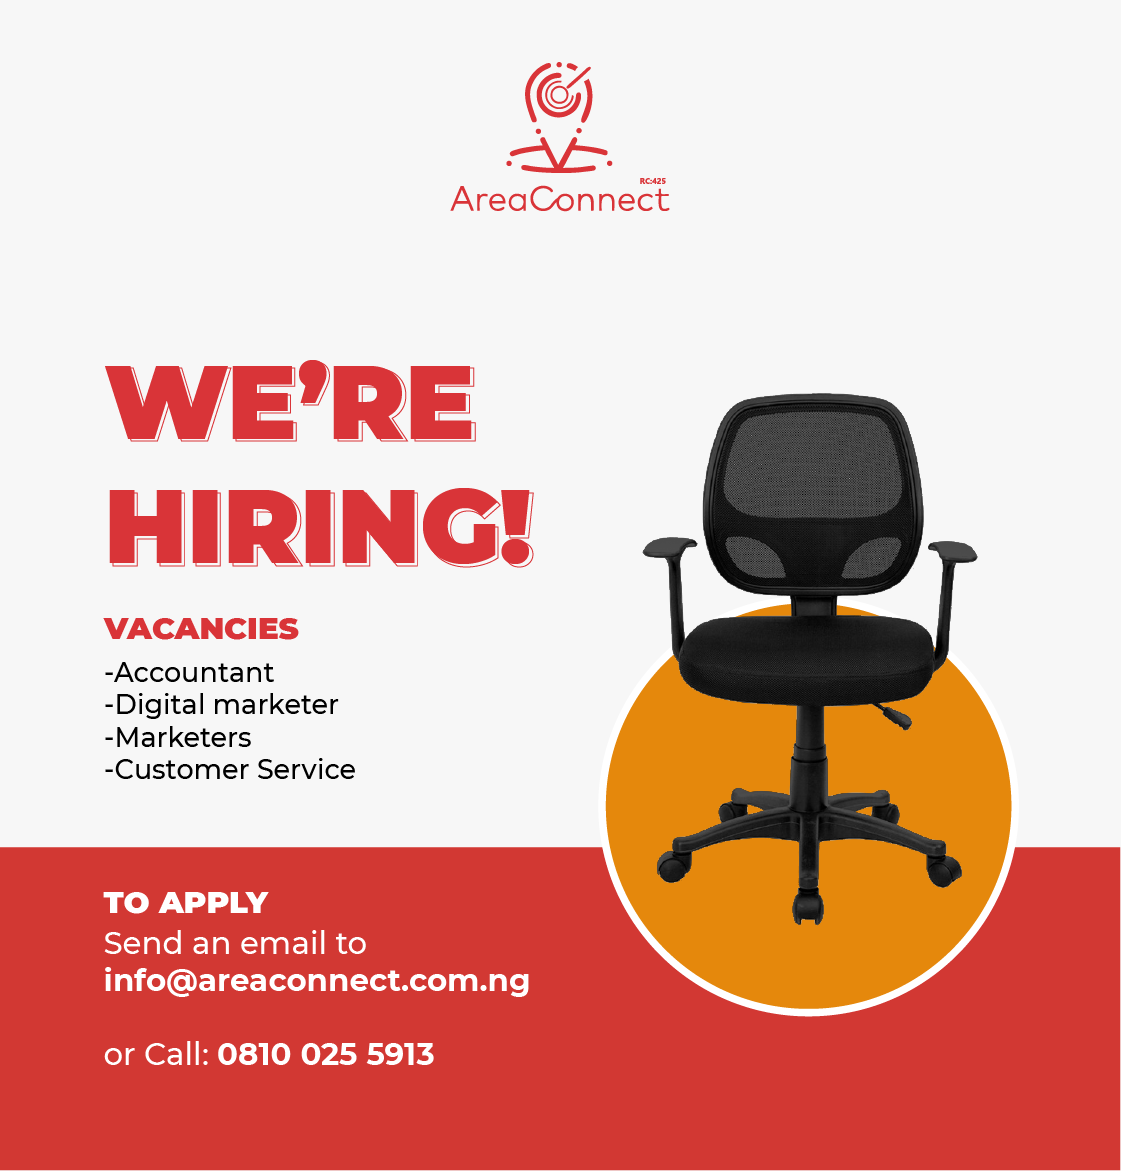 RC:425
AreaConnect
WE'RE
HIRING!
VACANCIES
-Accountant
-Digital marketer
-Marketers
-Customer Service
TO APPLY
Send an email to
info@areaconnect.com.ng
or Call: 0810 025 5913